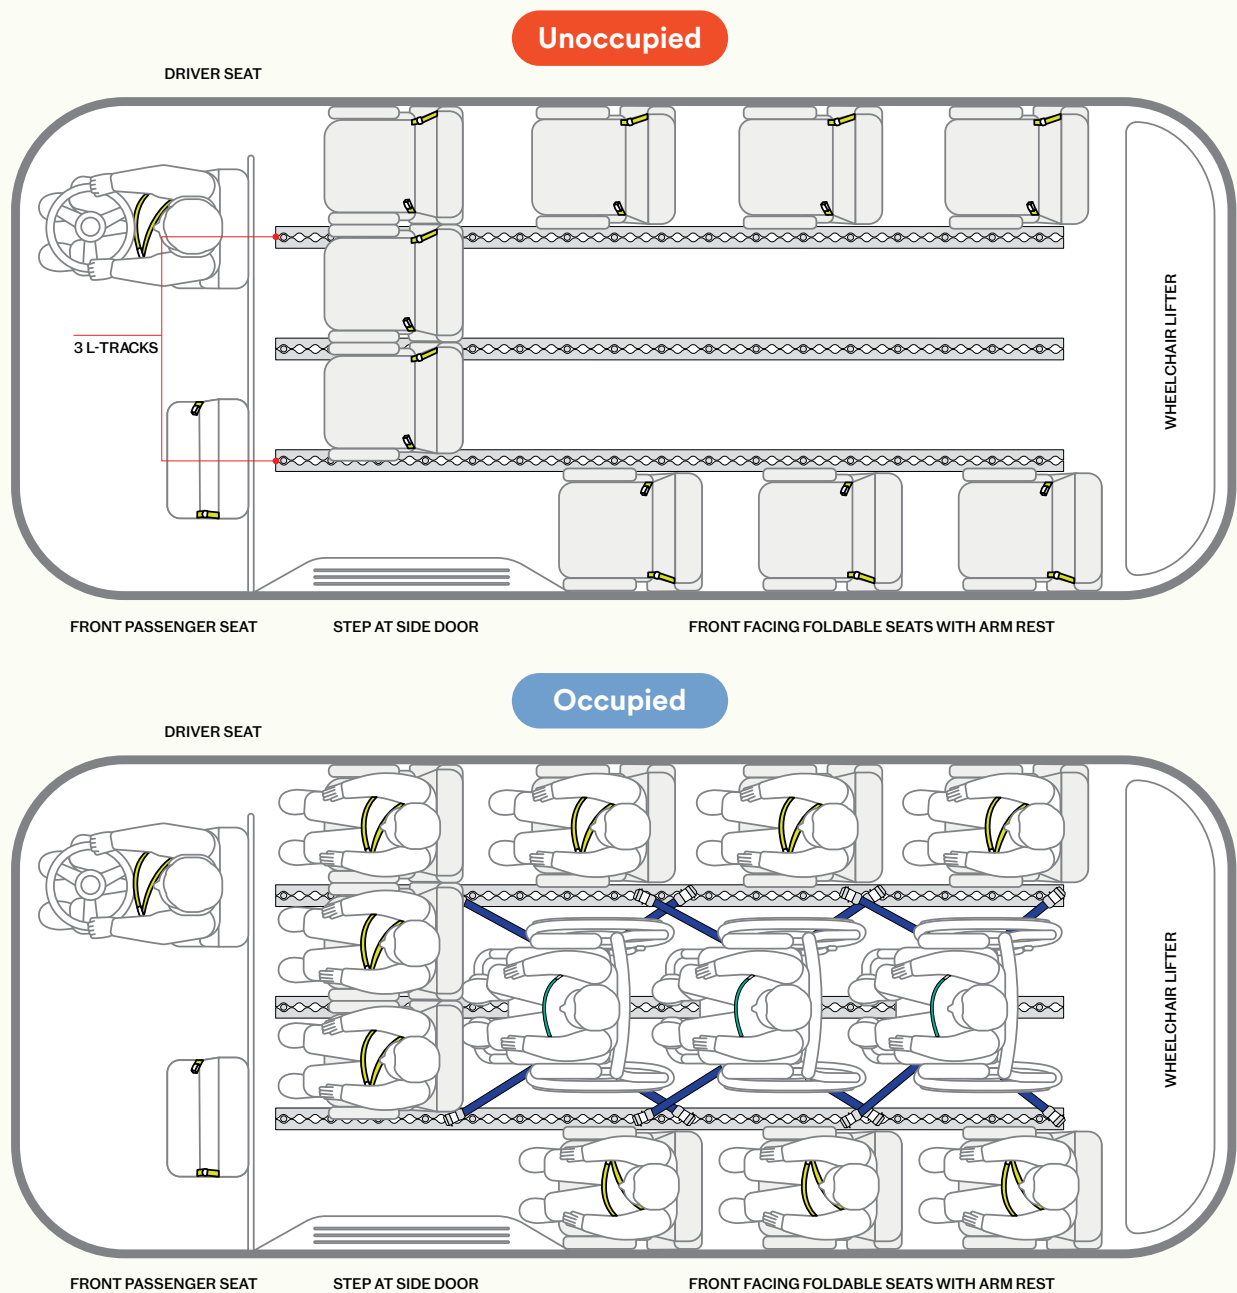 Unoccupied
DRIVER SEAT
3 L-TRACKS
WHEELCHAIR LIFTER
FRONT PASSENGER SEAT
STEP AT SIDE DOOR
FRONT FACING FOLDABLE SEATS WITH ARM REST
Occupied
DRIVER SEAT
WHEELCHAIR LIFTER
FRONT PASSENGER SEAT
STEP AT SIDE DOOR
FRONT FACING FOLDABLE SEATS WITH ARM REST